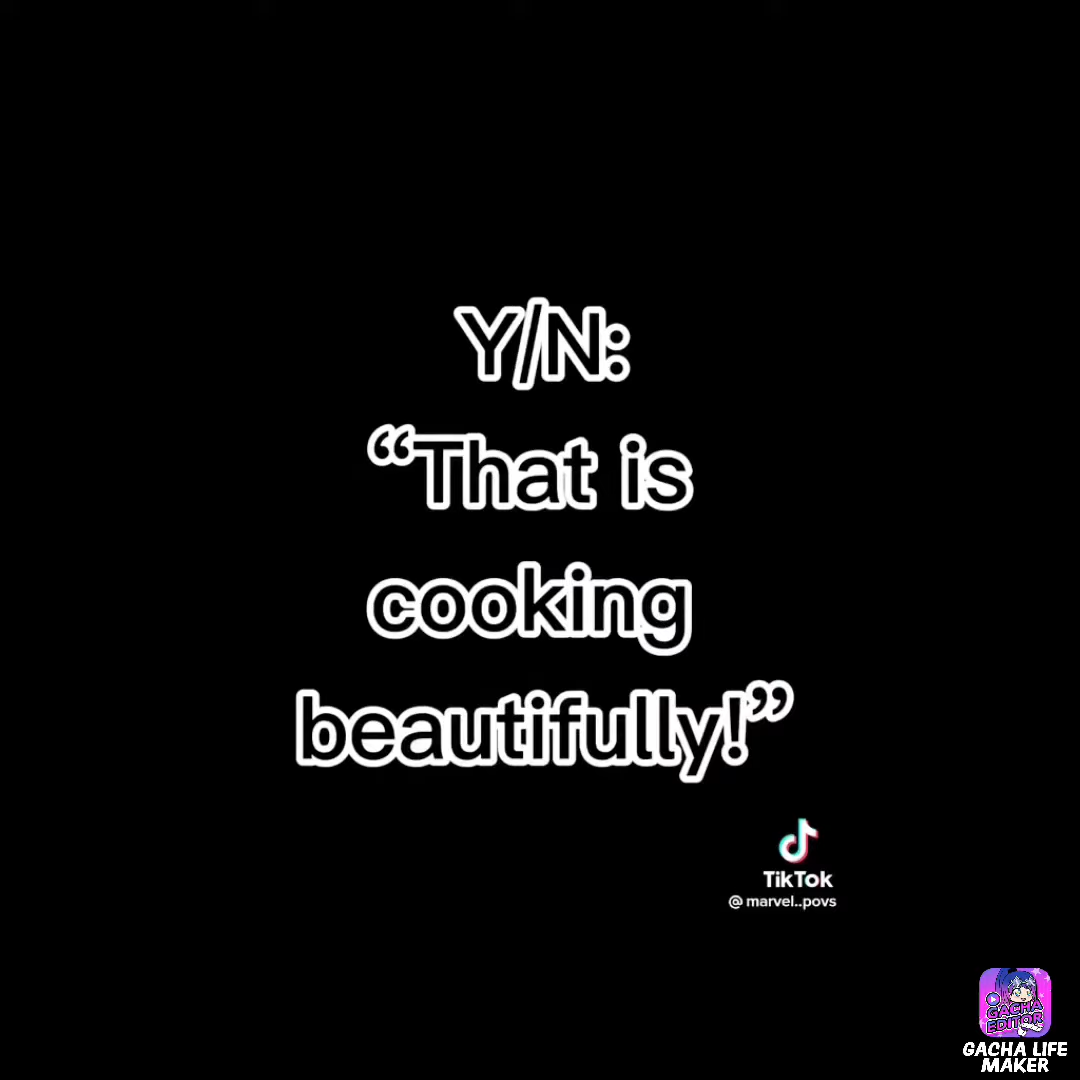 Y/N:
“That is
cooking
beautifully!”
TikTok
@marvel..povs
GACHA
EDITOR
GACHA LIFE
MAKER